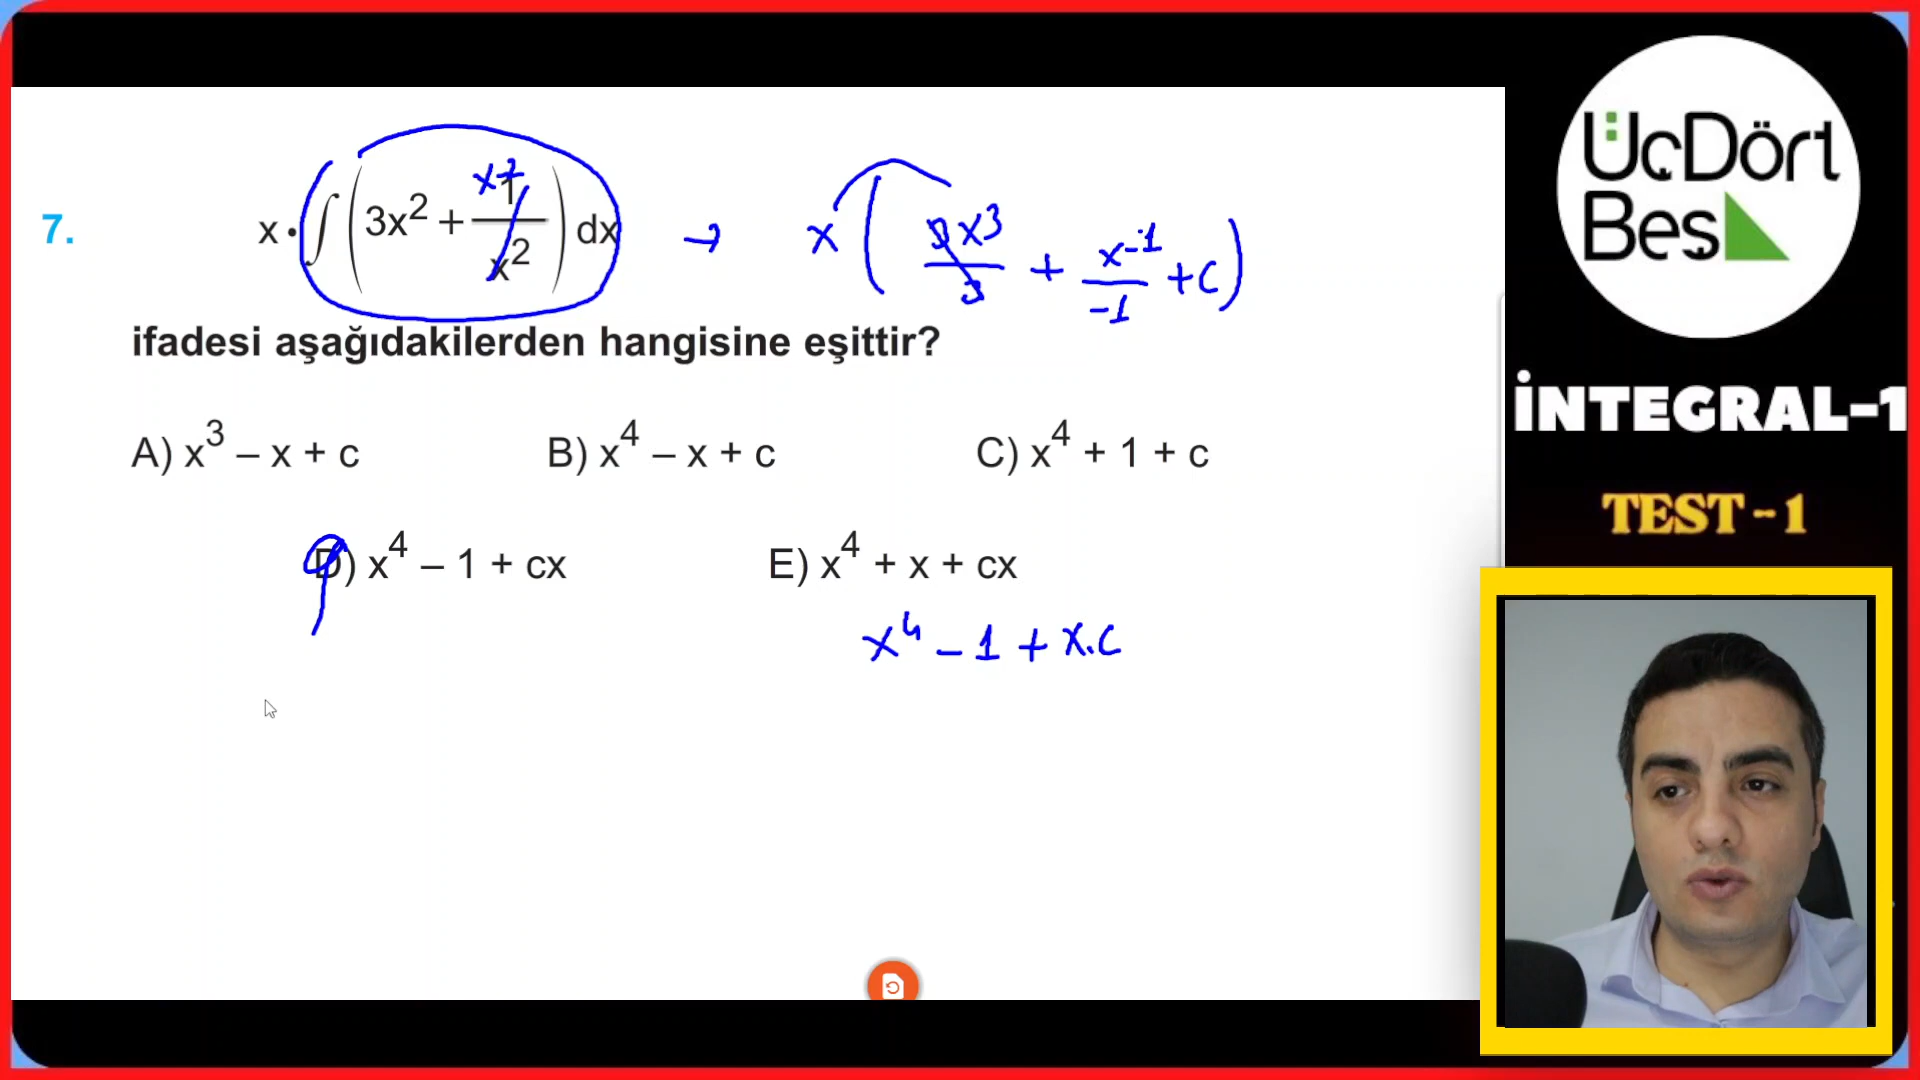 7. x · ∫ (3x² + 1/x²) dx → x (3x³/3 + x⁻¹/-1 + c)
ifadesi aşağıdakilerden hangisine eşittir?
A) x³ – x + c B) x⁴ – x + c C) x⁴ + 1 + c
D) x⁴ – 1 + cx E) x⁴ + x + cx
x⁴ - 1 + x.c
ÜçDört
Beş
İNTEGRAL-1
TEST - 1